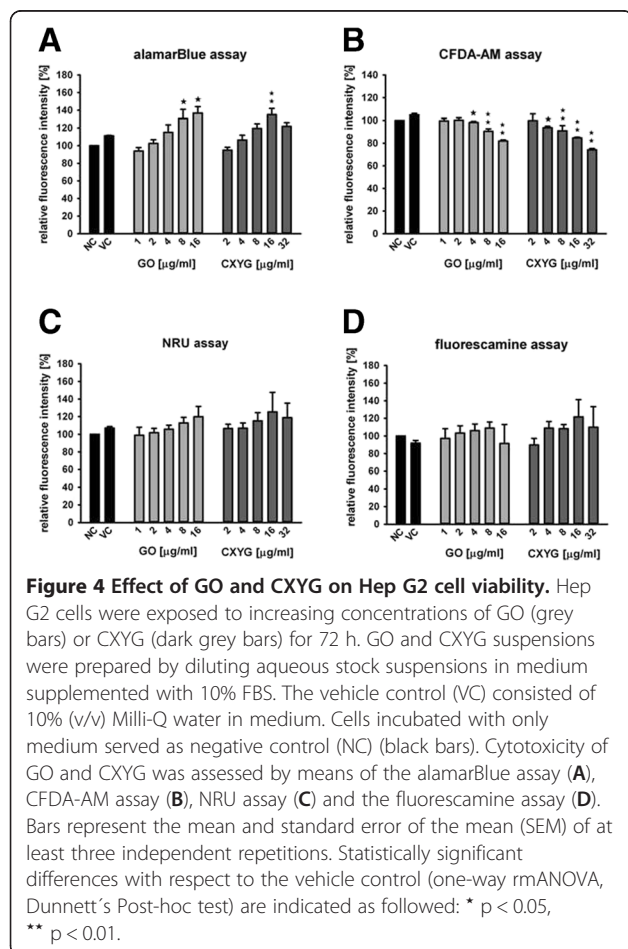 A
alamarBlue assay
relative fluorescence intensity [%]
180
160
140
120
100
80
60
40
20
0
NC
VC
1
2
4
8
16
2
4
8
16
32
GO [µg/ml]
CXYG [µg/ml]
B
CFDA-AM assay
relative fluorescence intensity [%]
140
120
100
80
60
40
20
0
NC
VC
1
2
4
8
16
2
4
8
16
32
GO [µg/ml]
CXYG [µg/ml]
C
NRU assay
relative fluorescence intensity [%]
180
160
140
120
100
80
60
40
20
0
NC
VC
1
2
4
8
16
2
4
8
16
32
GO [µg/ml]
CXYG [µg/ml]
D
fluorescamine assay
relative fluorescence intensity [%]
180
160
140
120
100
80
60
40
20
0
NC
VC
1
2
4
8
16
2
4
8
16
32
GO [µg/ml]
CXYG [µg/ml]
Figure 4 Effect of GO and CXYG on Hep G2 cell viability. Hep
G2 cells were exposed to increasing concentrations of GO (grey
bars) or CXYG (dark grey bars) for 72 h. GO and CXYG suspensions
were prepared by diluting aqueous stock suspensions in medium
supplemented with 10% FBS. The vehicle control (VC) consisted of
10% (v/v) Milli-Q water in medium. Cells incubated with only
medium served as negative control (NC) (black bars). Cytotoxicity of
GO and CXYG was assessed by means of the alamarBlue assay (A),
CFDA-AM assay (B), NRU assay (C) and the fluorescamine assay (D).
Bars represent the mean and standard error of the mean (SEM) of at
least three independent repetitions. Statistically significant
differences with respect to the vehicle control (one-way rmANOVA,
Dunnett´s Post-hoc test) are indicated as followed: * p < 0.05,
** p < 0.01.